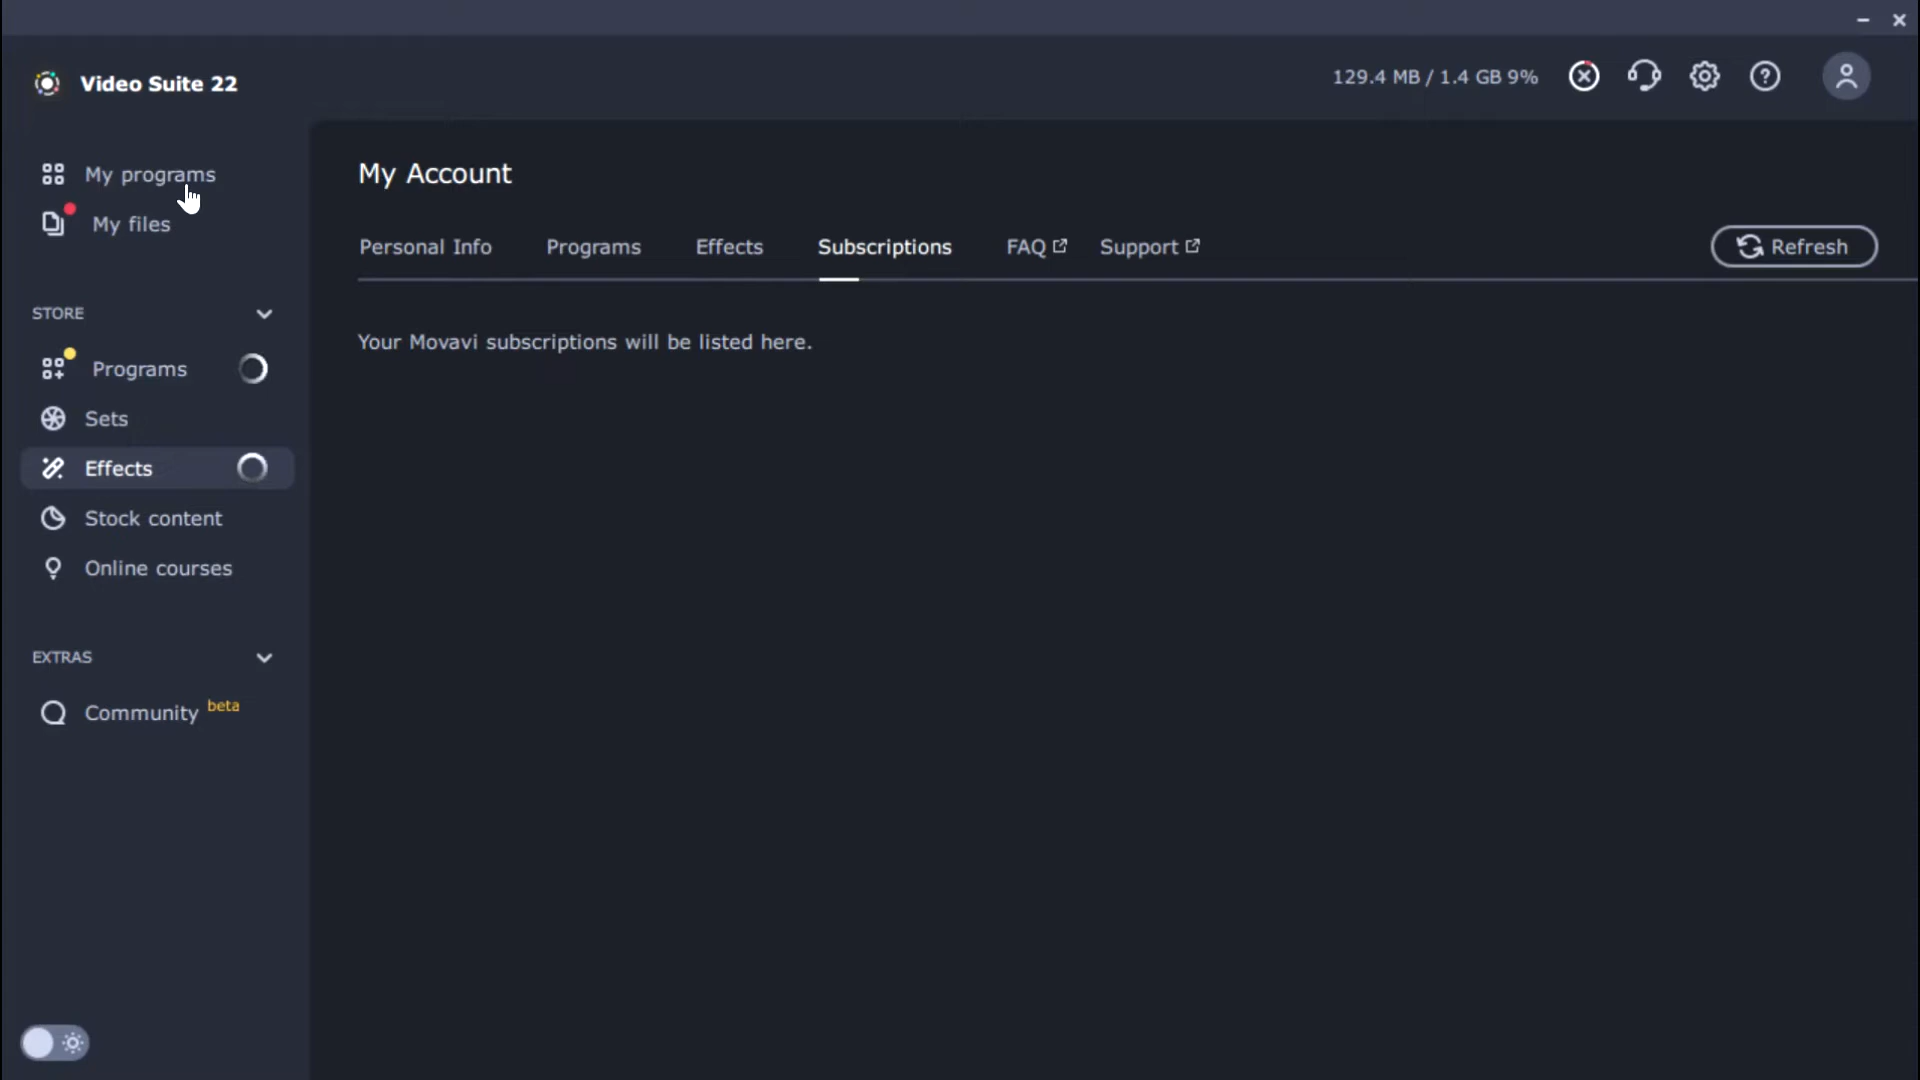 Video Suite 22
129.4 MB / 1.4 GB 9%
My programs
My files
STORE
Programs
Sets
Effects
Stock content
Online courses
EXTRAS
Community beta
My Account
Personal Info Programs Effects Subscriptions FAQ Support Refresh
Your Movavi subscriptions will be listed here.